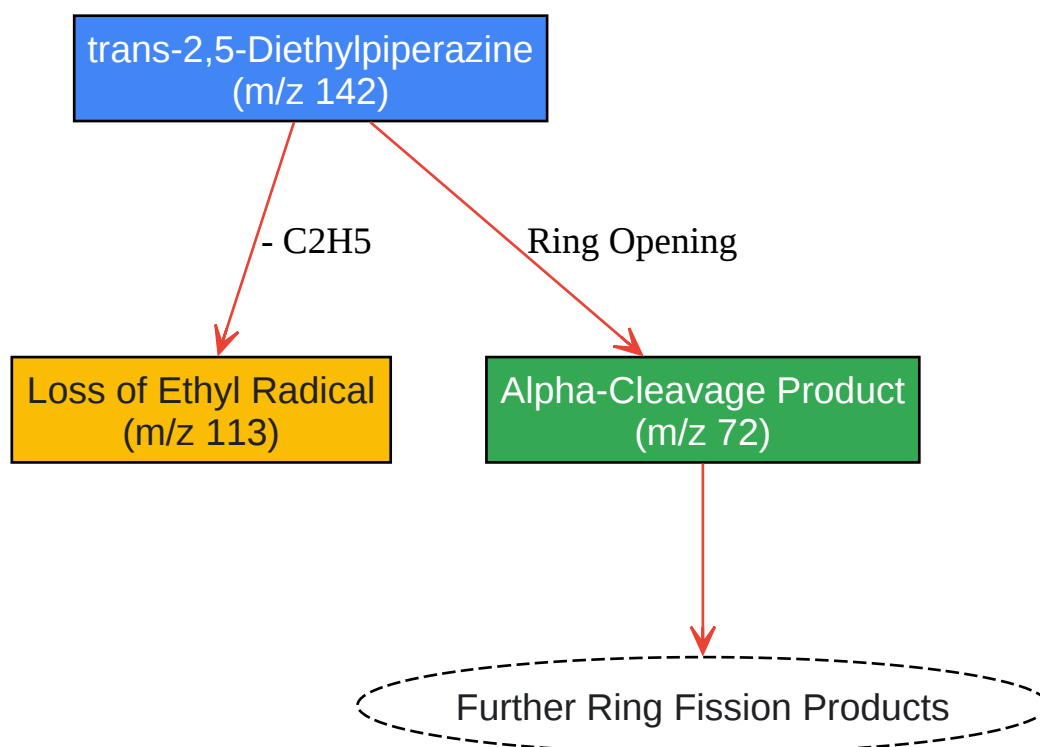 trans-2,5-Diethylpiperazine
(m/z 142)
- C2H5
Ring Opening
Loss of Ethyl Radical
(m/z 113)
Alpha-Cleavage Product
(m/z 72)
Further Ring Fission Products